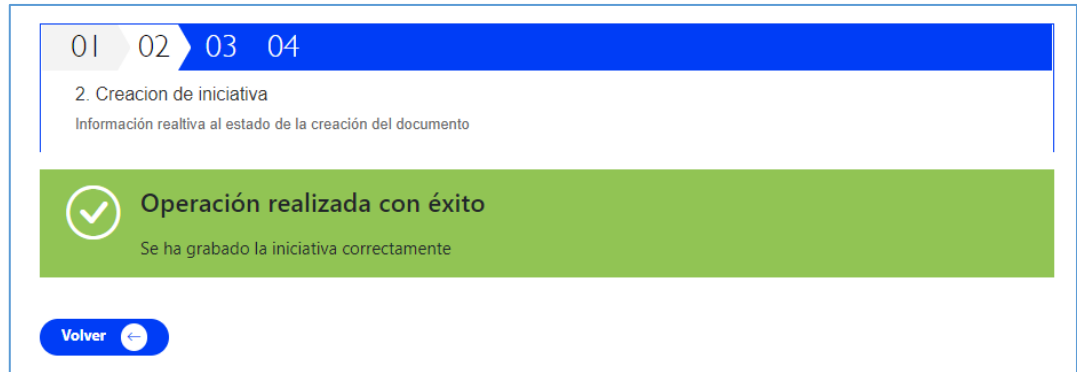 01 02 03 04
2. Creacion de iniciativa
Información realtiva al estado de la creación del documento
Operación realizada con éxito
Se ha grabado la iniciativa correctamente
Volver